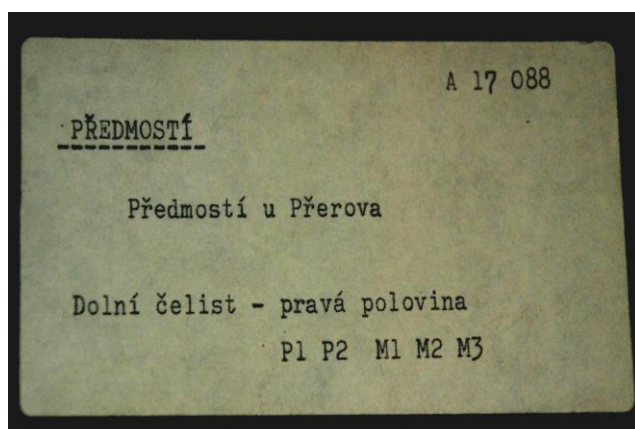 A 17 088
PŘEDMOSTÍ
Předmostí u Přerova
Dolní čelist - pravá polovina
P1 P2 M1 M2 M3